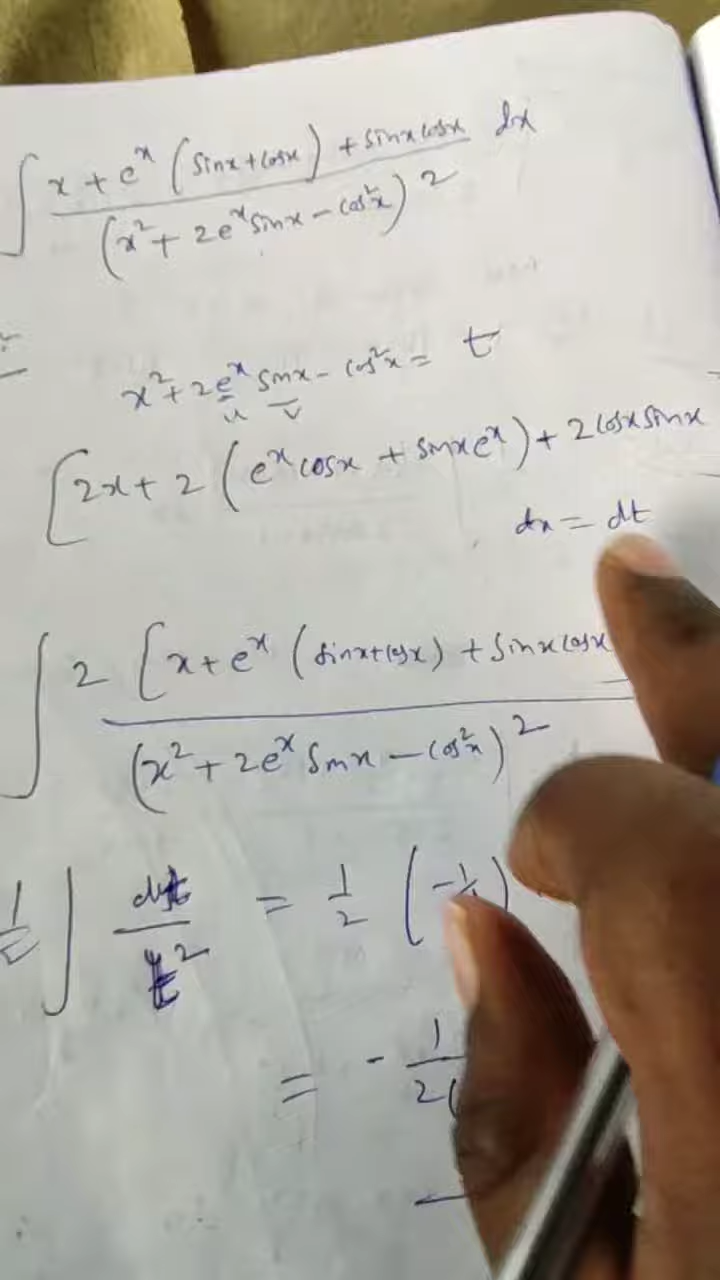 ∫ x + e^x (sinx + cosx) + sinx cosx dx
(x² + 2e^x sinx - cos²x)²
x² + 2e^x sinx - cos²x = t
u v
[2x + 2 (e^x cosx + sinx e^x) + 2 cosx sinx
dx = dt
∫ 2 [x + e^x (sinx + cosx) + sinx cosx
(x² + 2e^x sinx - cos²x)²
1/2 ∫ dt/t² = 1/2 (-1/
= - 1/2(